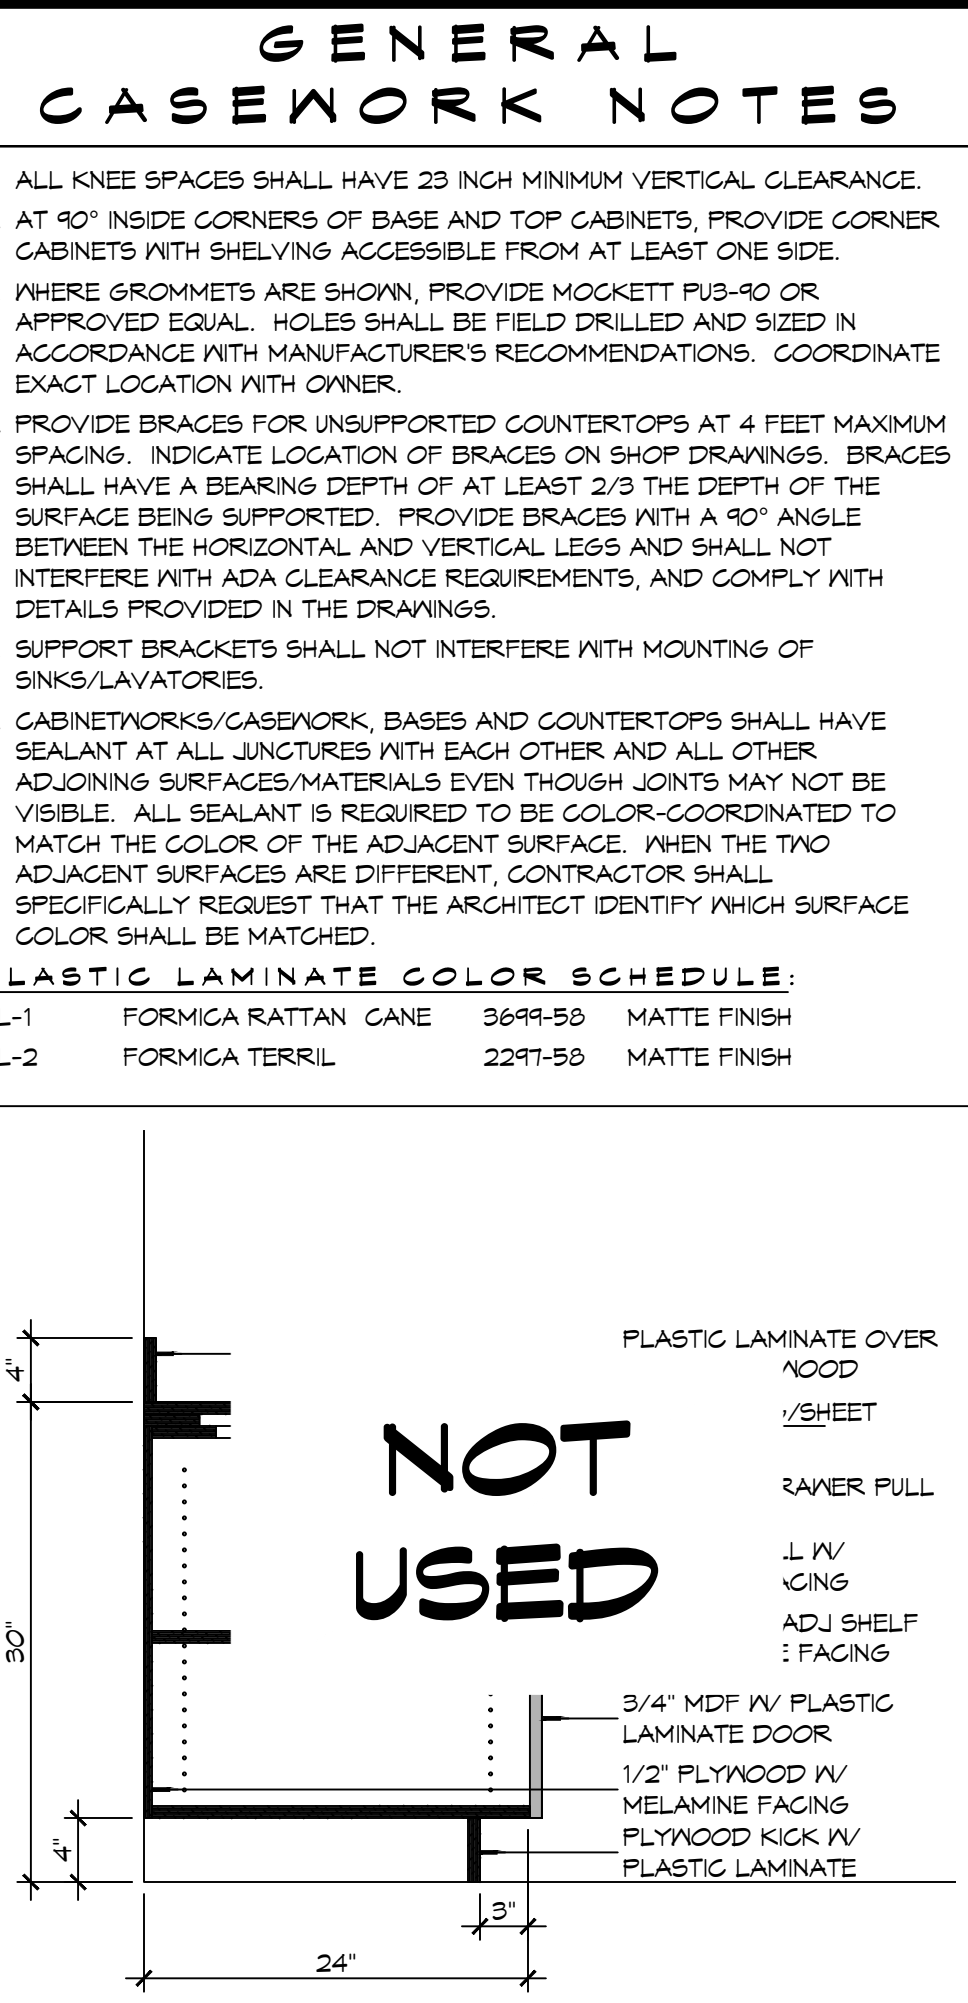 GENERAL
CASEWORK NOTES
ALL KNEE SPACES SHALL HAVE 23 INCH MINIMUM VERTICAL CLEARANCE.
AT 90° INSIDE CORNERS OF BASE AND TOP CABINETS, PROVIDE CORNER
CABINETS WITH SHELVING ACCESSIBLE FROM AT LEAST ONE SIDE.
WHERE GROMMETS ARE SHOWN, PROVIDE MOCKETT PU3-90 OR
APPROVED EQUAL. HOLES SHALL BE FIELD DRILLED AND SIZED IN
ACCORDANCE WITH MANUFACTURER'S RECOMMENDATIONS. COORDINATE
EXACT LOCATION WITH OWNER.
PROVIDE BRACES FOR UNSUPPORTED COUNTERTOPS AT 4 FEET MAXIMUM
SPACING. INDICATE LOCATION OF BRACES ON SHOP DRAWINGS. BRACES
SHALL HAVE A BEARING DEPTH OF AT LEAST 2/3 THE DEPTH OF THE
SURFACE BEING SUPPORTED. PROVIDE BRACES WITH A 90° ANGLE
BETWEEN THE HORIZONTAL AND VERTICAL LEGS AND SHALL NOT
INTERFERE WITH ADA CLEARANCE REQUIREMENTS, AND COMPLY WITH
DETAILS PROVIDED IN THE DRAWINGS.
SUPPORT BRACKETS SHALL NOT INTERFERE WITH MOUNTING OF
SINKS/LAVATORIES.
CABINETWORKS/CASEWORK, BASES AND COUNTERTOPS SHALL HAVE
SEALANT AT ALL JUNCTURES WITH EACH OTHER AND ALL OTHER
ADJOINING SURFACES/MATERIALS EVEN THOUGH JOINTS MAY NOT BE
VISIBLE. ALL SEALANT IS REQUIRED TO BE COLOR-COORDINATED TO
MATCH THE COLOR OF THE ADJACENT SURFACE. WHEN THE TWO
ADJACENT SURFACES ARE DIFFERENT, CONTRACTOR SHALL
SPECIFICALLY REQUEST THAT THE ARCHITECT IDENTIFY WHICH SURFACE
COLOR SHALL BE MATCHED.
LASTIC LAMINATE COLOR SCHEDULE:
L-1 FORMICA RATTAN CANE 3699-58 MATTE FINISH
L-2 FORMICA TERRIL 2297-58 MATTE FINISH
PLASTIC LAMINATE OVER
WOOD
/SHEET
RAWER PULL
L W/
ACING
ADJ SHELF
FACING
3/4" MDF W/ PLASTIC
LAMINATE DOOR
1/2" PLYWOOD W/
MELAMINE FACING
PLYWOOD KICK W/
PLASTIC LAMINATE
NOT
USED
4"
30"
4"
3"
24"